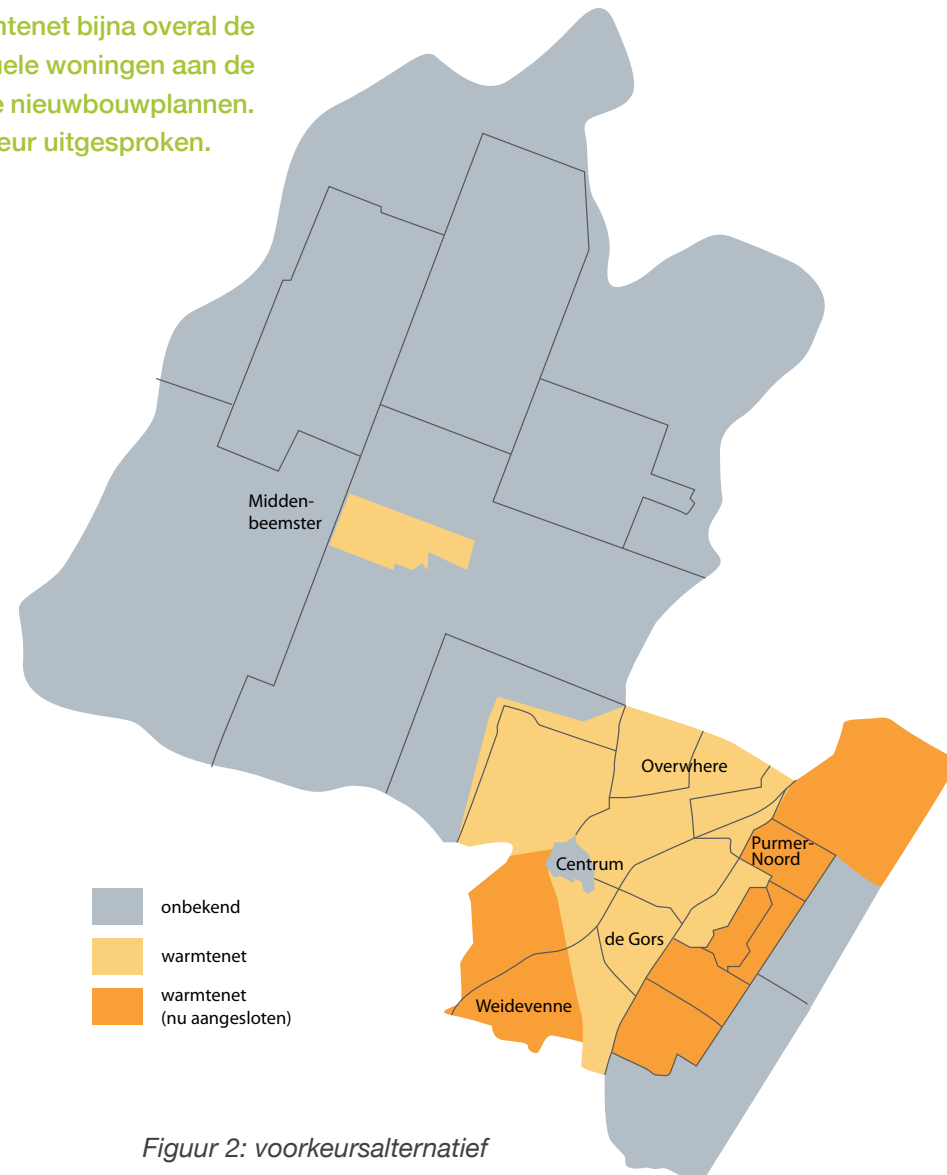 ntenet bijna overal de
uele woningen aan de
e nieuwbouwplannen.
eur uitgesproken.
Midden-
beemster
Overwhere
Purmer-
Noord
Centrum
de Gors
Weidevenne
onbekend
warmtenet
warmtenet
(nu aangesloten)
Figuur 2: voorkeursalternatief